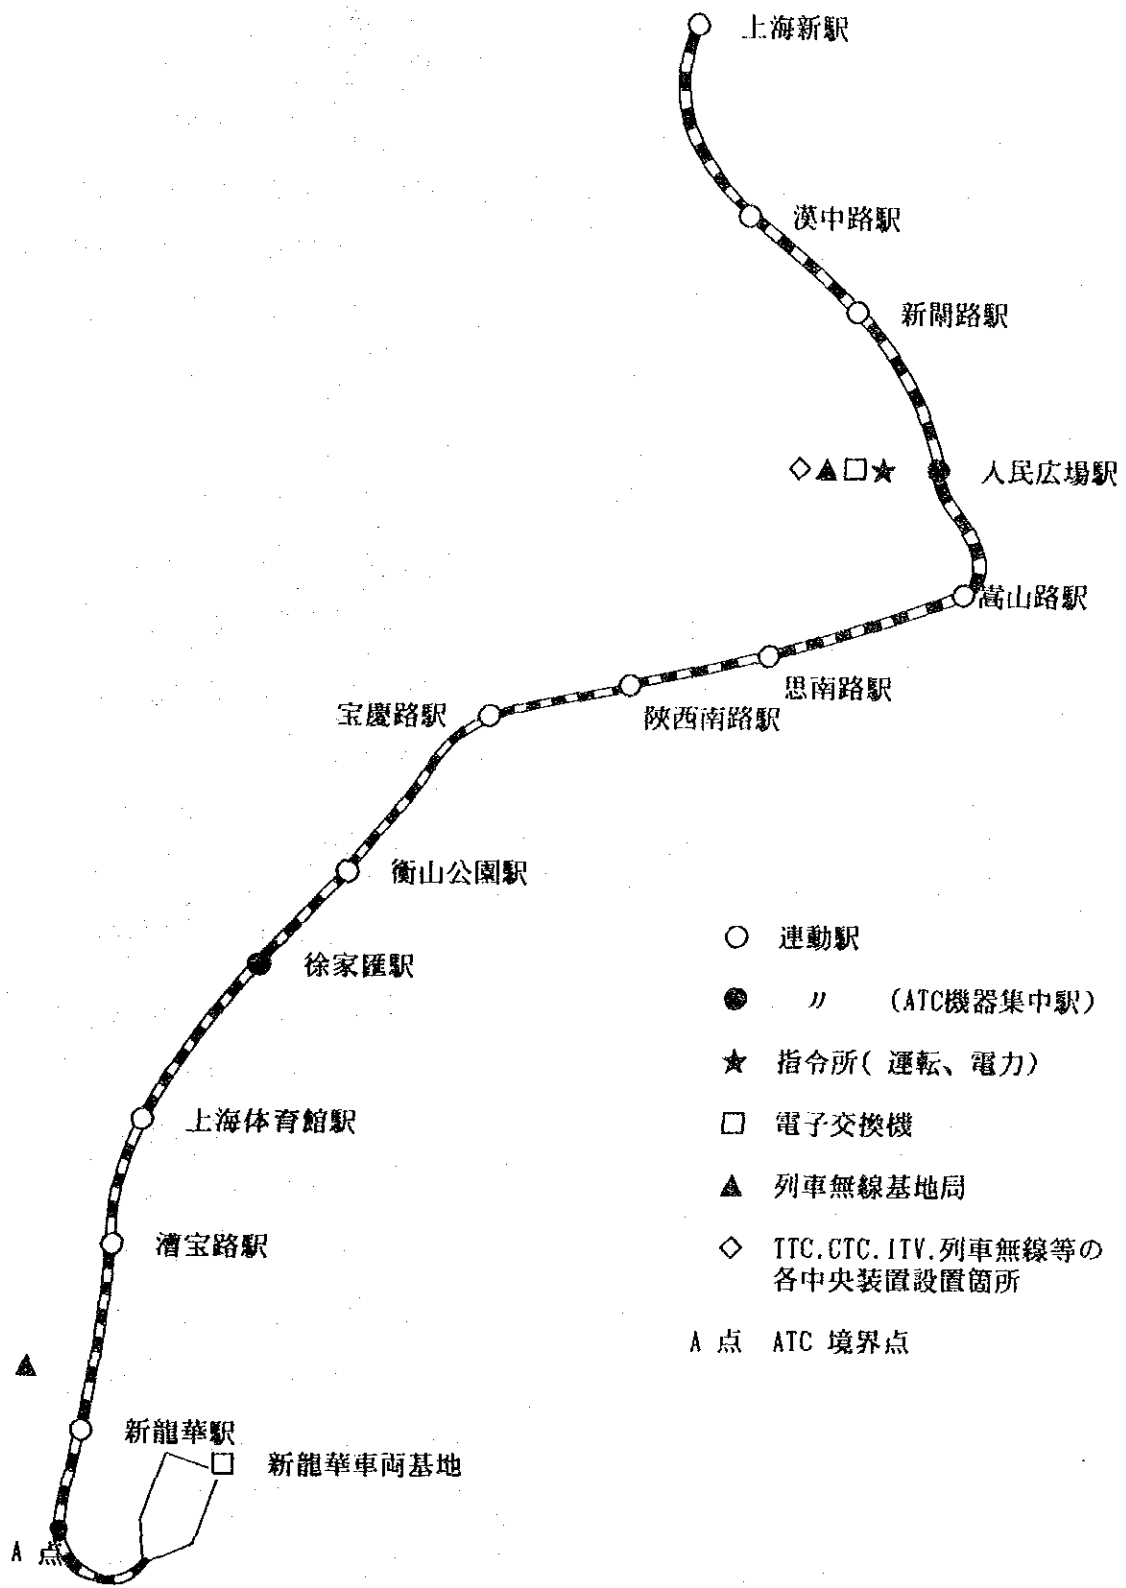 上海新駅
漢中路駅
新閘路駅
人民広場駅
嵩山路駅
思南路駅
陝西南路駅
宝慶路駅
衡山公園駅
徐家匯駅
上海体育館駅
漕宝路駅
新龍華駅
新龍華車両基地
A 点
連動駅
〃 (ATC機器集中駅)
指令所( 運転、電力)
電子交換機
列車無線基地局
TTC.CTC.ITV.列車無線等の
各中央装置設置箇所
A 点 ATC 境界点